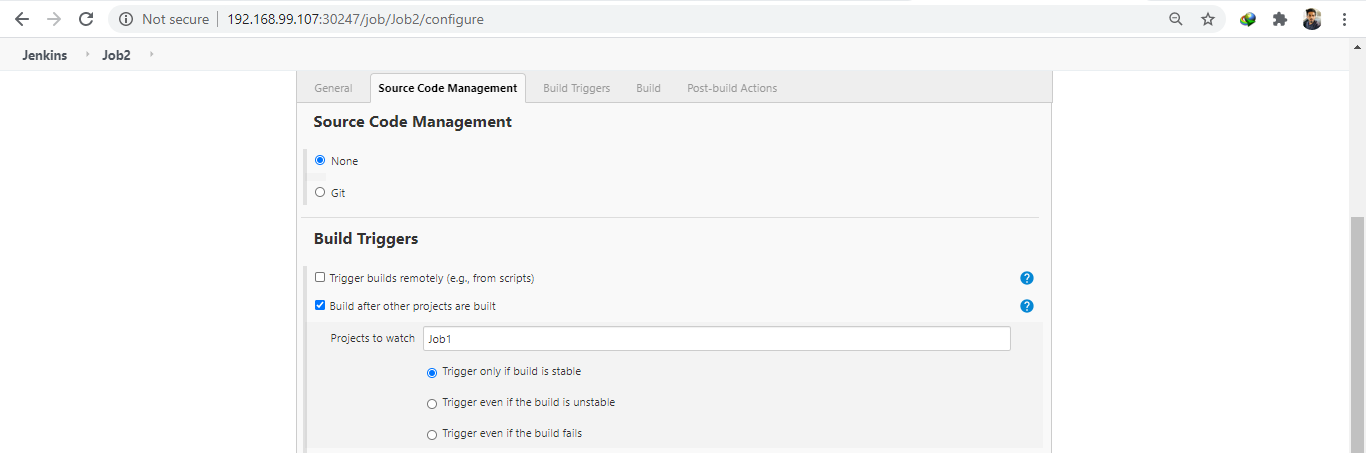 Not secure 192.168.99.107:30247/job/Job2/configure
Jenkins Job2
General Source Code Management Build Triggers Build Post-build Actions
Source Code Management
None
Git
Build Triggers
Trigger builds remotely (e.g., from scripts) ?
Build after other projects are built ?
Projects to watch Job1
Trigger only if build is stable
Trigger even if the build is unstable
Trigger even if the build fails